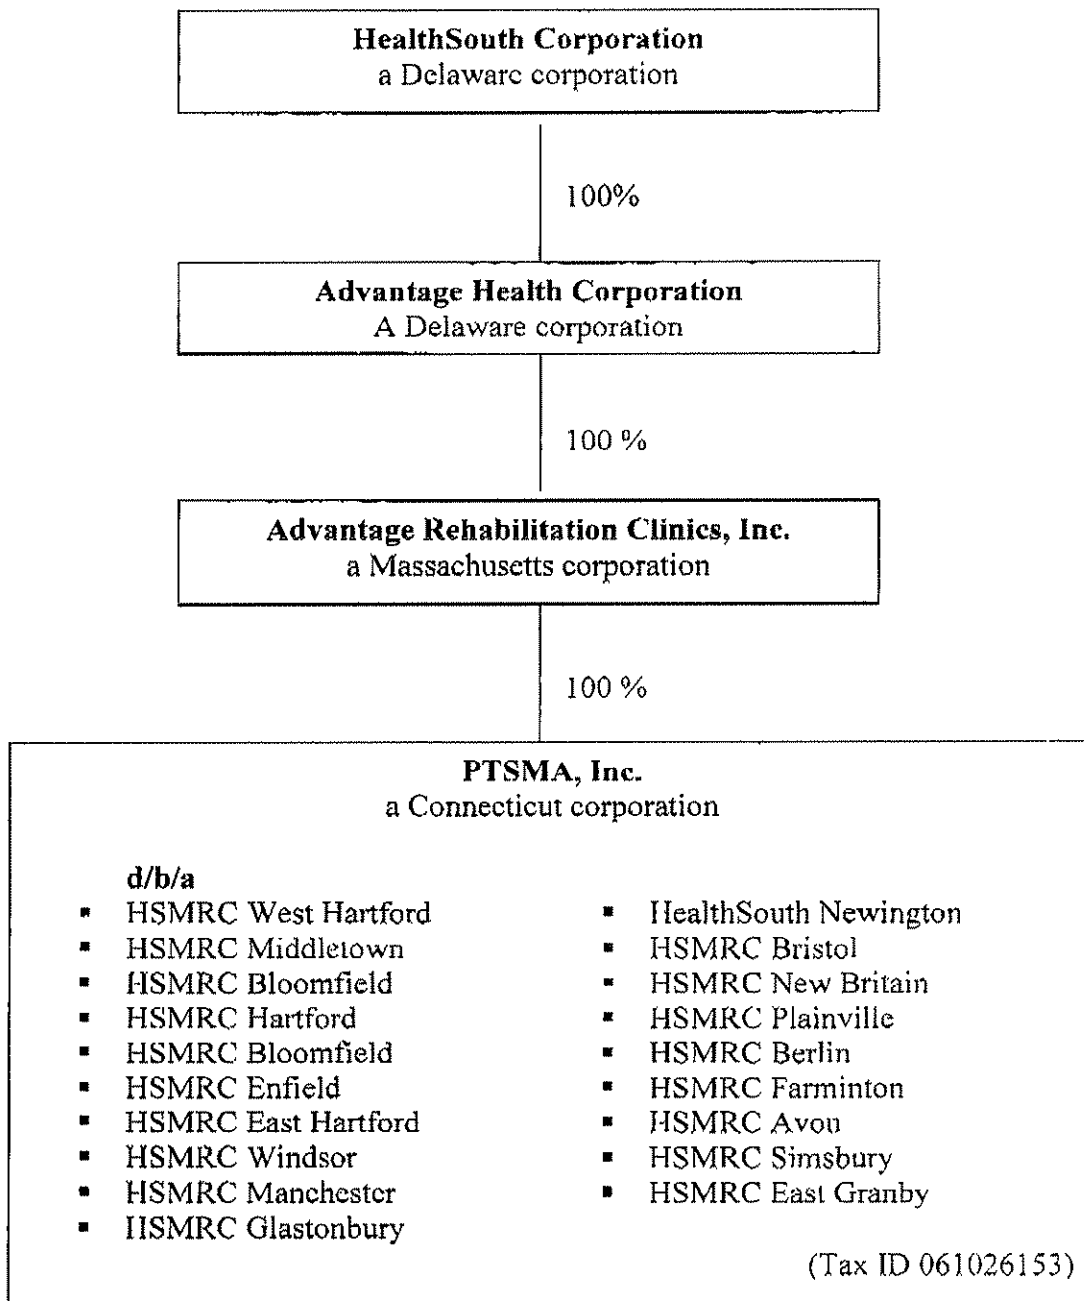 HealthSouth Corporation
a Delaware corporation
100%
Advantage Health Corporation
A Delaware corporation
100 %
Advantage Rehabilitation Clinics, Inc.
a Massachusetts corporation
100 %
PTSMA, Inc.
a Connecticut corporation
d/b/a
▪ HSMRC West Hartford
▪ HSMRC Middletown
▪ HSMRC Bloomfield
▪ HSMRC Hartford
▪ HSMRC Bloomfield
▪ HSMRC Enfield
▪ HSMRC East Hartford
▪ HSMRC Windsor
▪ HSMRC Manchester
▪ HSMRC Glastonbury
▪ HealthSouth Newington
▪ HSMRC Bristol
▪ HSMRC New Britain
▪ HSMRC Plainville
▪ HSMRC Berlin
▪ HSMRC Farminton
▪ HSMRC Avon
▪ HSMRC Simsbury
▪ HSMRC East Granby
(Tax ID 061026153)